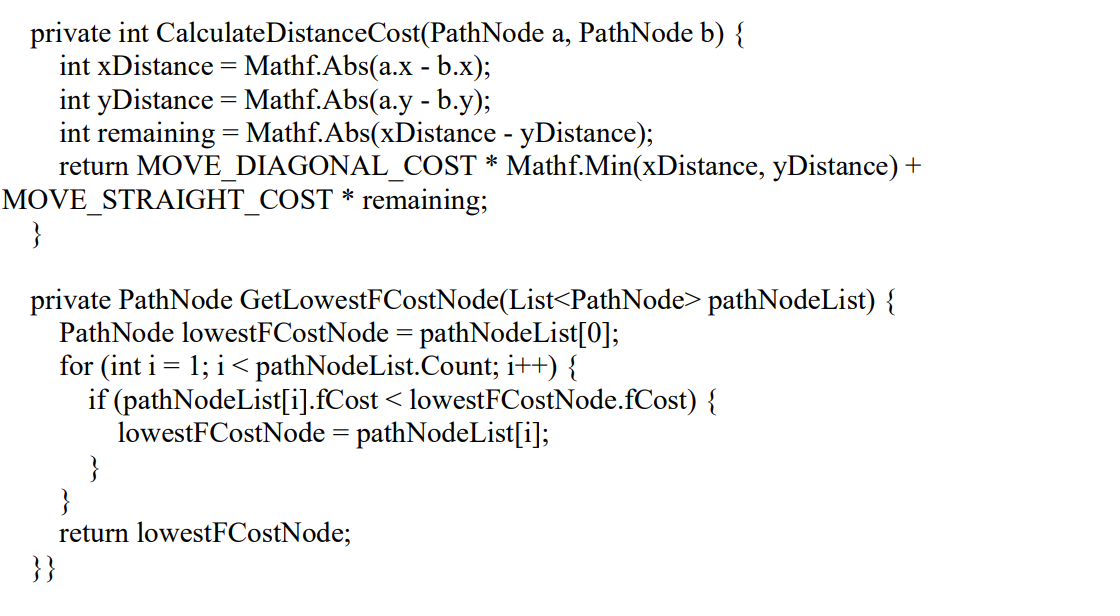 private int CalculateDistanceCost(PathNode a, PathNode b) {
int xDistance = Mathf.Abs(a.x - b.x);
int yDistance = Mathf.Abs(a.y - b.y);
int remaining = Mathf.Abs(xDistance - yDistance);
return MOVE_DIAGONAL_COST * Mathf.Min(xDistance, yDistance) +
MOVE_STRAIGHT_COST * remaining;
}
private PathNode GetLowestFCostNode(List<PathNode> pathNodeList) {
PathNode lowestFCostNode = pathNodeList[0];
for (int i = 1; i < pathNodeList.Count; i++) {
if (pathNodeList[i].fCost < lowestFCostNode.fCost) {
lowestFCostNode = pathNodeList[i];
}
}
return lowestFCostNode;
}}